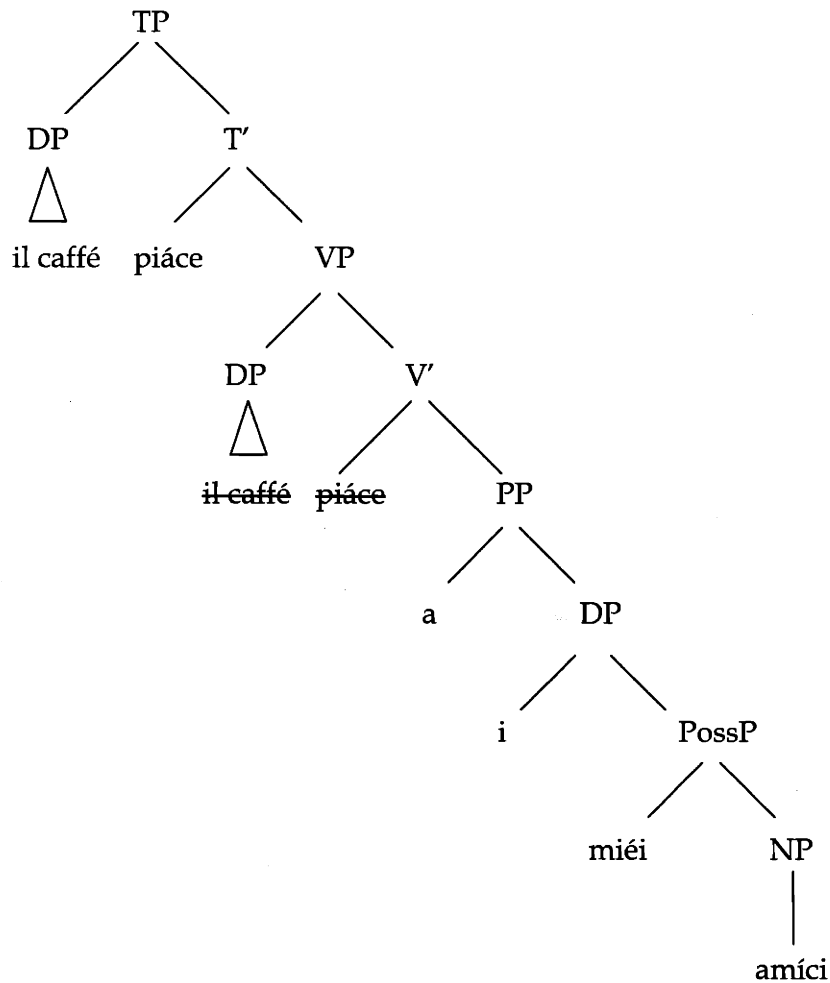 TP
DP T′
il caffé piáce VP
DP V′
il caffé piáce PP
a DP
i PossP
miéi NP
amíci